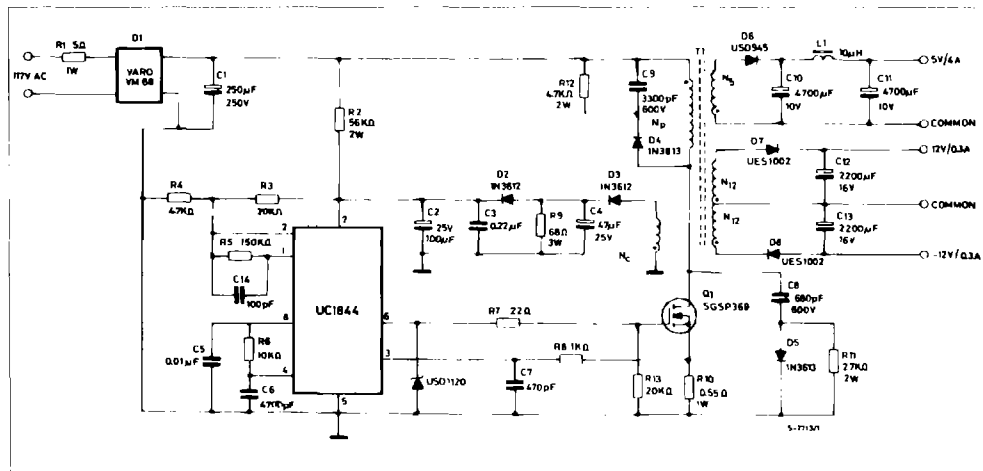 R1 5Ω
1W
117V AC
D1
VARO
VM 68
C1
250µF
250V
R2
56KΩ
2W
R12
4.7KΩ
2W
C9
3300pF
600V
Np
D4
1N3613
T1
N5
D6
USD945
L1
10µH
C10
4700µF
10V
C11
4700µF
10V
5V/4A
COMMON
D7
UES1002
12V/0.3A
N12
N12
C12
2200µF
16V
COMMON
C13
2200µF
16V
D8
UES1002
-12V/0.3A
R4
4.7KΩ
R3
20KΩ
D2
1N3612
D3
1N3612
C2
25V
100µF
C3
0.22µF
R9
68Ω
3W
C4
47µF
25V
Nc
R5 150KΩ
C14
100pF
7
2
1
8
4
5
6
3
UC1844
C5
0.01µF
R6
10KΩ
C6
4700pF
R7 22Ω
USD1120
C7
470pF
R8 1KΩ
Q1
SGSP369
R13
20KΩ
R10
0.55Ω
1W
C8
680pF
600V
D5
1N3613
R11
2.7KΩ
2W
S-7713/1